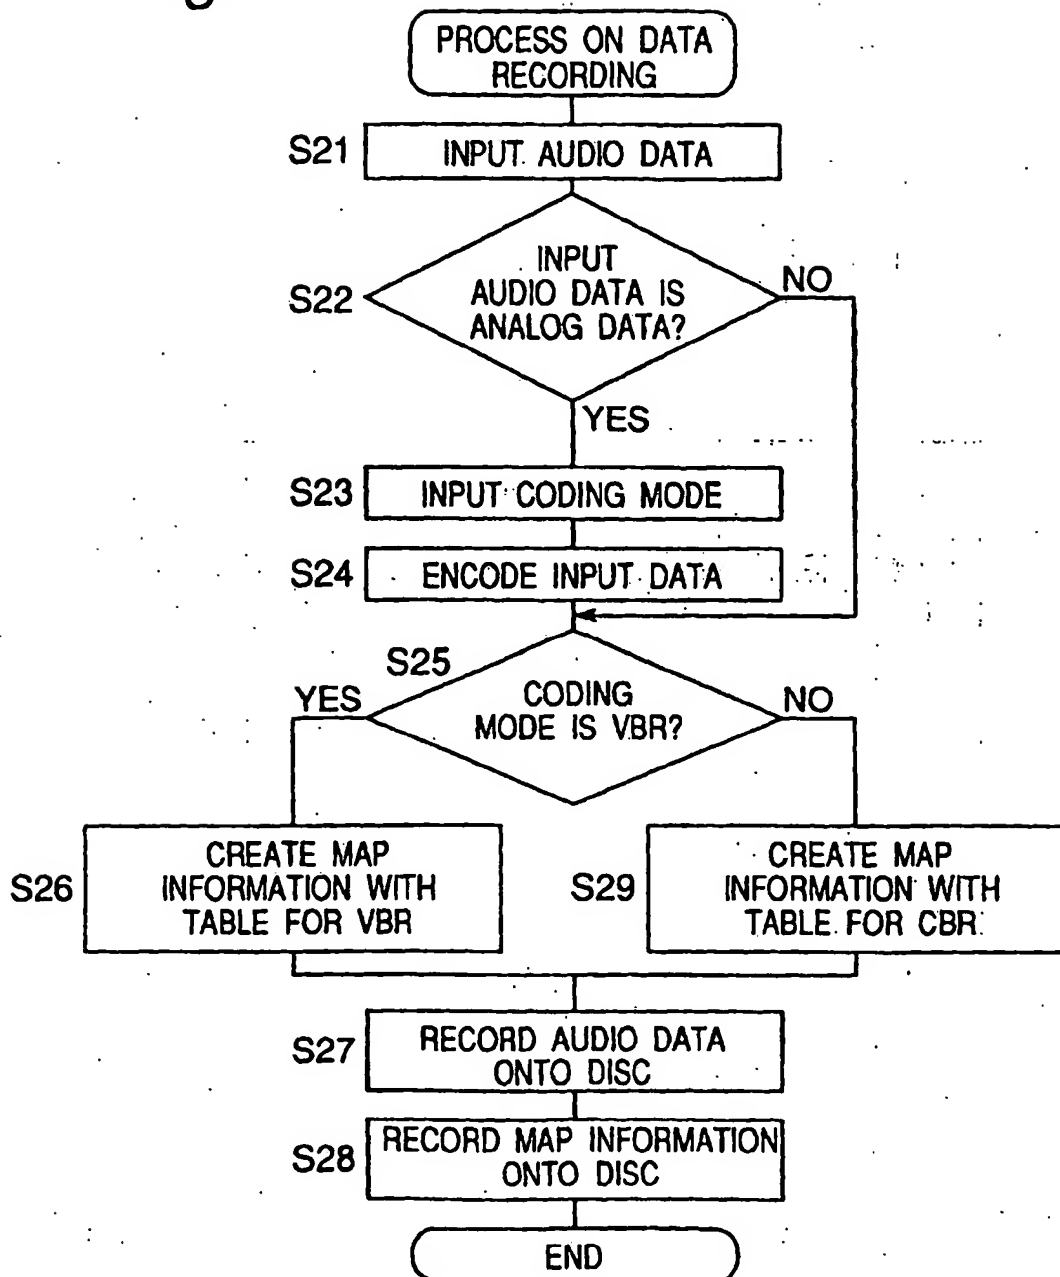 PROCESS ON DATA
RECORDING
S21
INPUT AUDIO DATA
S22
INPUT
AUDIO DATA IS
ANALOG DATA?
NO
YES
S23
INPUT CODING MODE
S24
ENCODE INPUT DATA
S25
CODING
MODE IS VBR?
YES
NO
S26
CREATE MAP
INFORMATION WITH
TABLE FOR VBR
S29
CREATE MAP
INFORMATION WITH
TABLE FOR CBR
S27
RECORD AUDIO DATA
ONTO DISC
S28
RECORD MAP INFORMATION
ONTO DISC
END